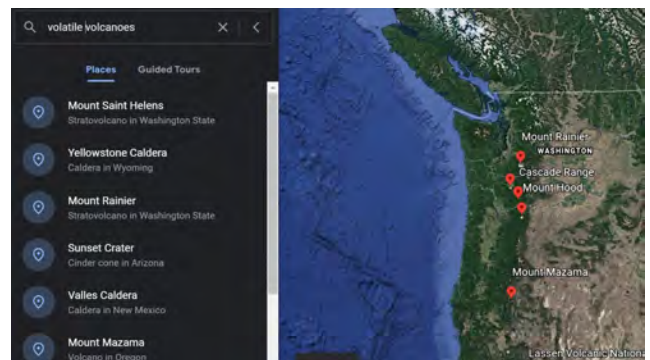 volatile volcanoes
Places
Guided Tours
Mount Saint Helens
Stratovolcano in Washington State
Yellowstone Caldera
Caldera in Wyoming
Mount Rainier
Stratovolcano in Washington State
Sunset Crater
Cinder cone in Arizona
Valles Caldera
Caldera in New Mexico
Mount Mazama
Volcano in Oregon
Mount Rainier
WASHINGTON
Cascade Range
Mount Hood
Mount Mazama
Lassen Volcanic Nationa